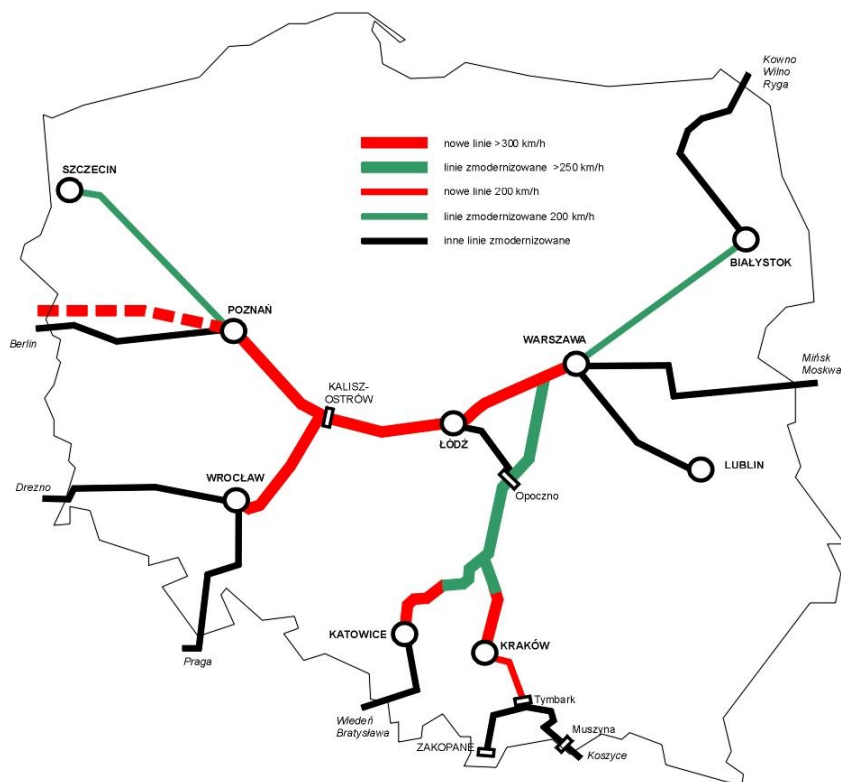 Kowno
Wilno
Ryga
nowe linie >300 km/h
linie zmodernizowane >250 km/h
nowe linie 200 km/h
linie zmodernizowane 200 km/h
inne linie zmodernizowane
SZCZECIN
BIAŁYSTOK
POZNAŃ
Berlin
WARSZAWA
Mińsk
Moskwa
KALISZ-
OSTRÓW
ŁÓDŹ
LUBLIN
WROCŁAW
Drezno
Opoczno
KATOWICE
KRAKÓW
Praga
Tymbark
Wiedeń
Bratysława
Muszyna
ZAKOPANE
Koszyce